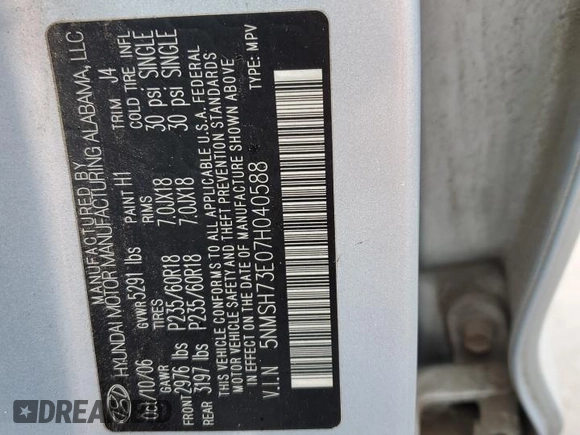 MANUFACTURED BY
HYUNDAI MOTOR MANUFACTURING ALABAMA, LLC
10/06 GVWR 5291 lbs PAINT H1 TRIM J4
GAWR TIRES RIMS COLD TIRE INFL
FRONT 2976 lbs P235/60R18 7.0JX18 30 psi SINGLE
REAR 3197 lbs P235/60R18 7.0JX18 30 psi SINGLE
THIS VEHICLE CONFORMS TO ALL APPLICABLE U.S.A. FEDERAL
MOTOR VEHICLE SAFETY AND THEFT PREVENTION STANDARDS
IN EFFECT ON THE DATE OF MANUFACTURE SHOWN ABOVE
V.I.N 5NMSH73E07H040588 TYPE: MPV